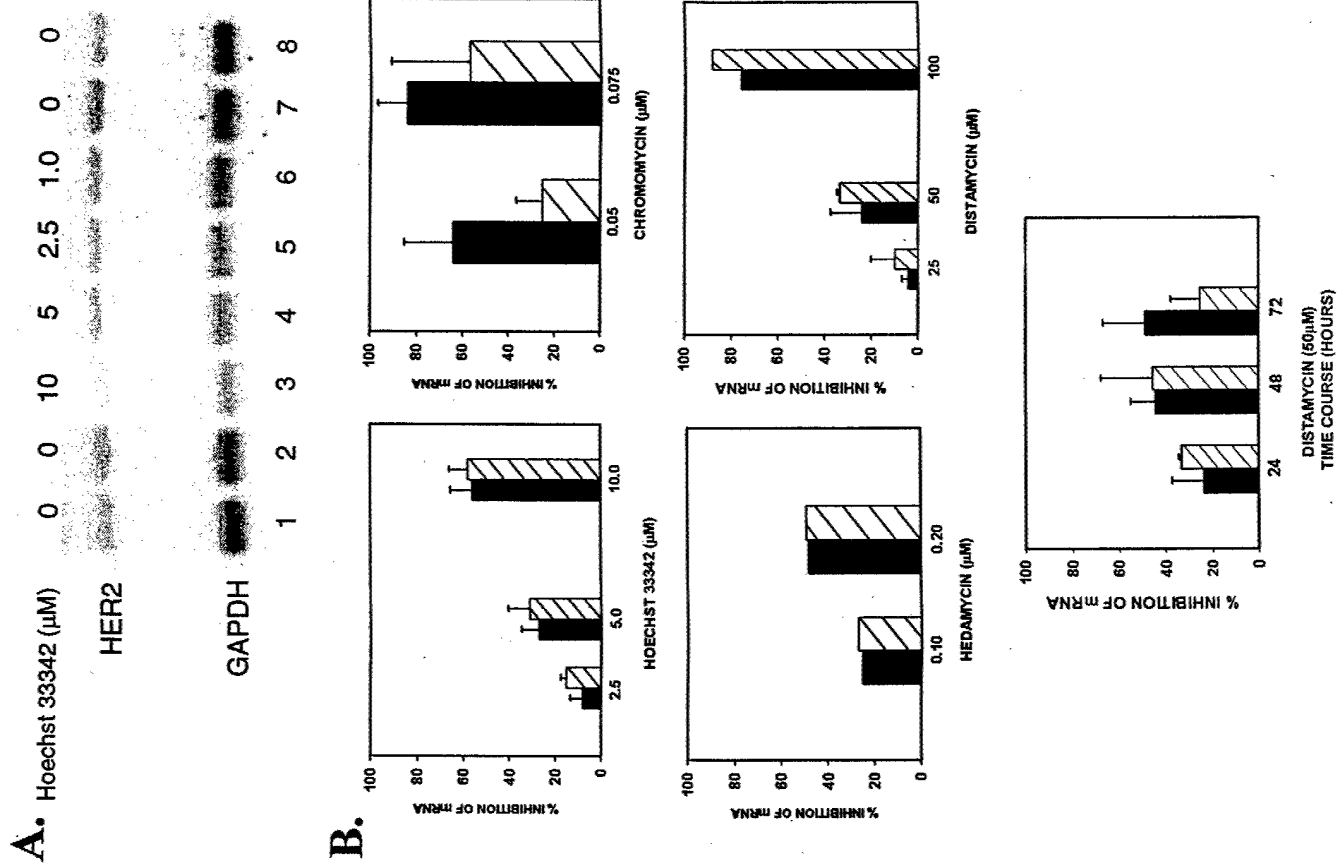 A. Hoechst 33342 (µM) 0 0 10 5 2.5 1.0 0 0
HER2
GAPDH
1 2 3 4 5 6 7 8
B.
% INHIBITION OF mRNA
100
80
60
40
20
0
2.5 5.0 10.0
HOECHST 33342 (µM)
% INHIBITION OF mRNA
100
80
60
40
20
0
0.05 0.075
CHROMOMYCIN (µM)
% INHIBITION OF mRNA
100
80
60
40
20
0
0.10 0.20
HEDAMYCIN (µM)
% INHIBITION OF mRNA
100
80
60
40
20
0
25 50 100
DISTAMYCIN (µM)
% INHIBITION OF mRNA
100
80
60
40
20
0
24 48 72
DISTAMYCIN (50µM)
TIME COURSE (HOURS)